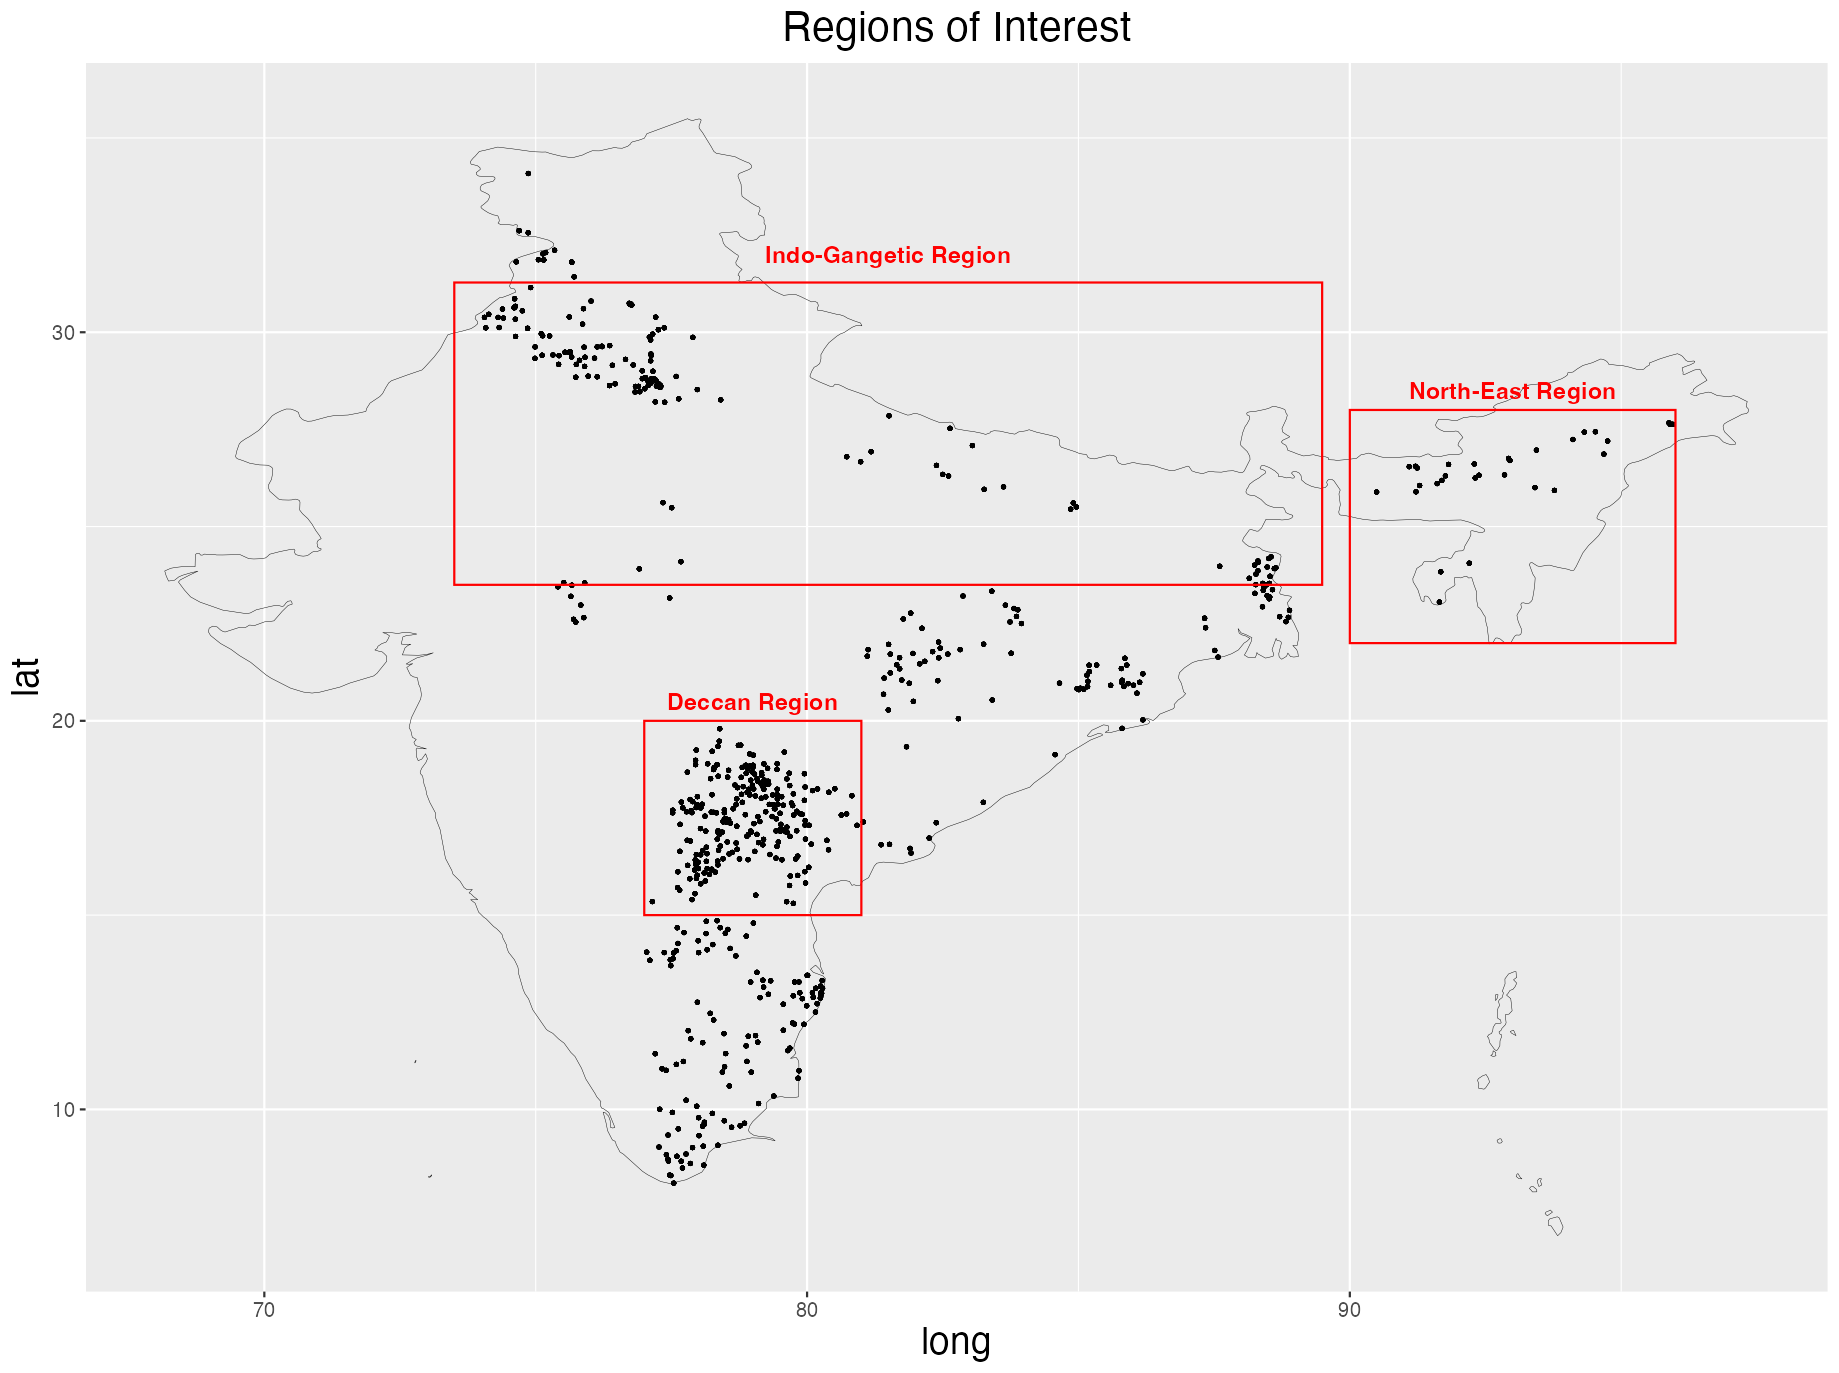 Regions of Interest
Indo-Gangetic Region
North-East Region
Deccan Region
30
20
10
lat
70
80
90
long